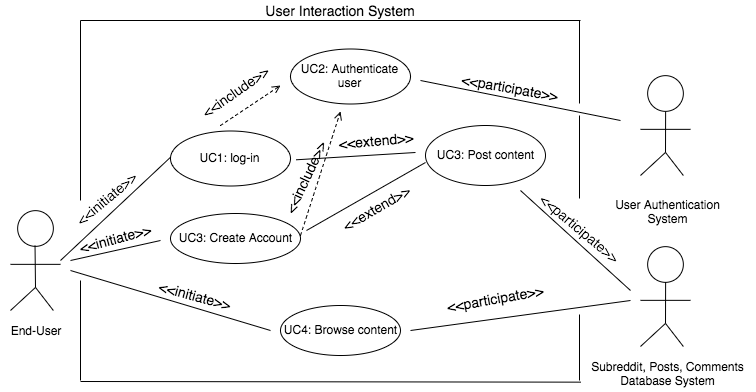 User Interaction System
UC2: Authenticate
user
<<include>>
<<participate>>
UC1: log-in
<<extend>>
UC3: Post content
<<initiate>>
<<include>>
User Authentication
System
<<extend>>
<<participate>>
<<initiate>>
UC3: Create Account
<<initiate>>
<<participate>>
End-User
UC4: Browse content
Subreddit, Posts, Comments
Database System